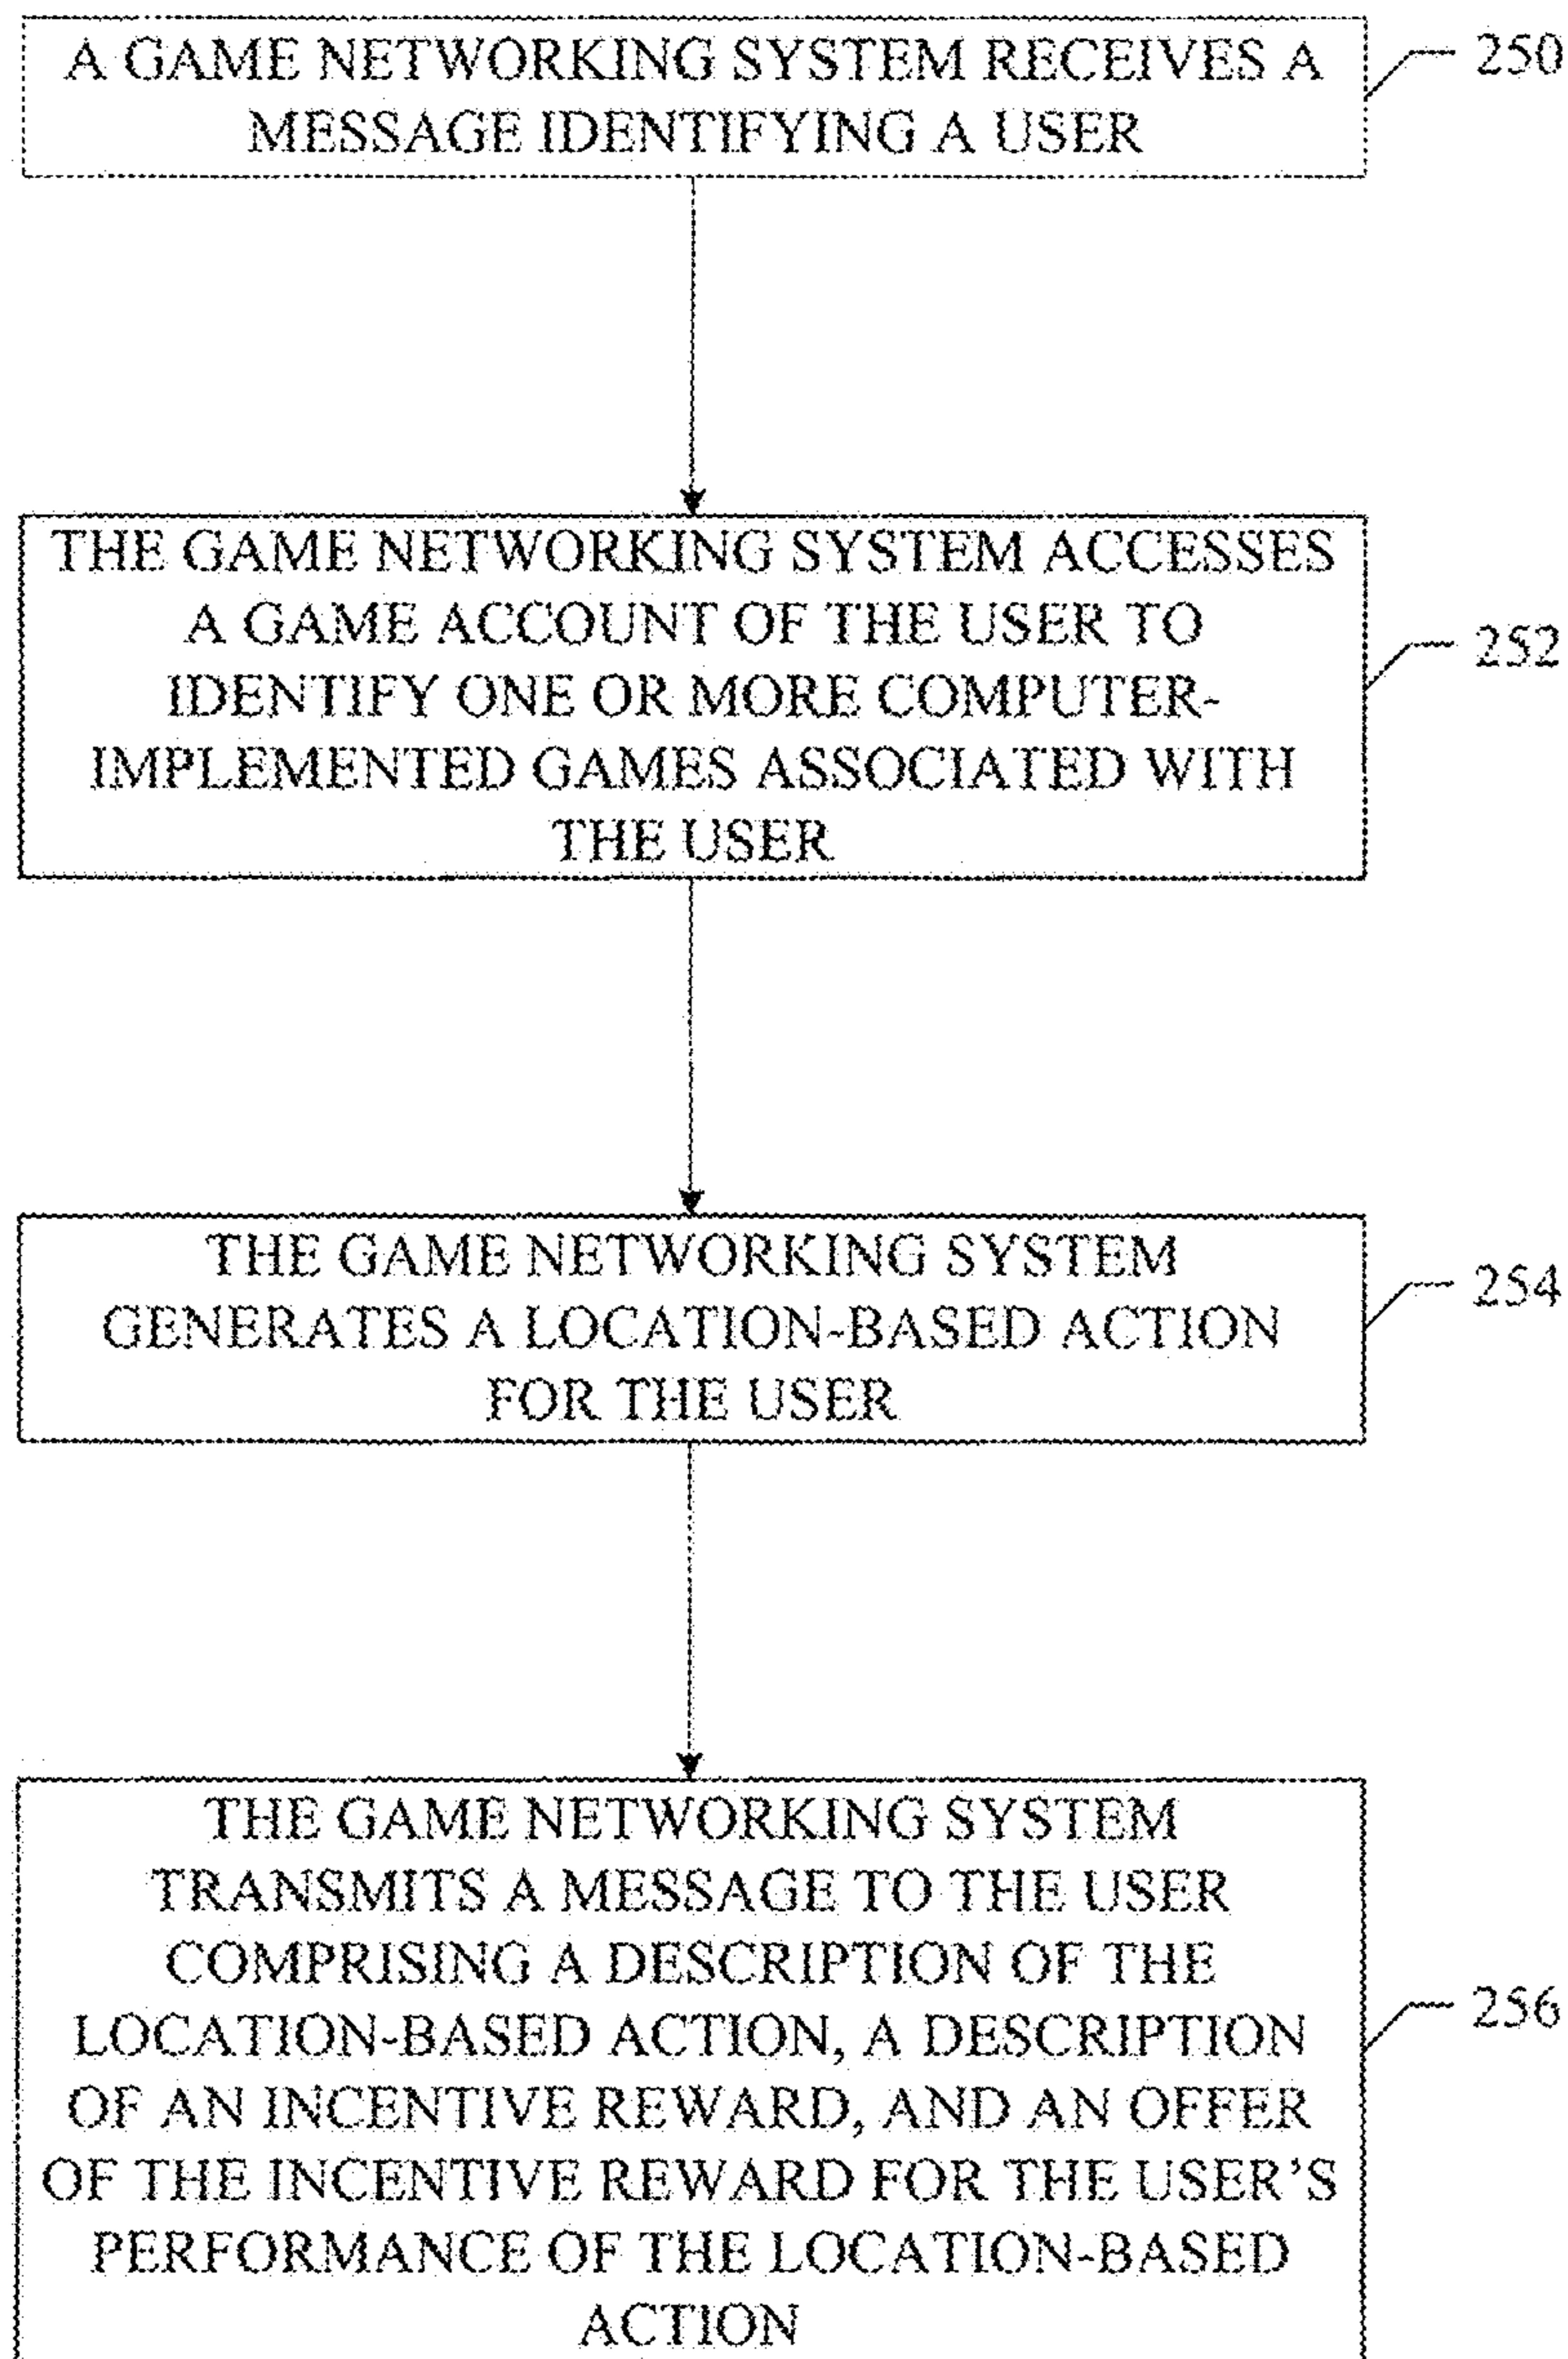 A GAME NETWORKING SYSTEM RECEIVES A
MESSAGE IDENTIFYING A USER
250
THE GAME NETWORKING SYSTEM ACCESSES
A GAME ACCOUNT OF THE USER TO
IDENTIFY ONE OR MORE COMPUTER-
IMPLEMENTED GAMES ASSOCIATED WITH
THE USER
252
THE GAME NETWORKING SYSTEM
GENERATES A LOCATION-BASED ACTION
FOR THE USER
254
THE GAME NETWORKING SYSTEM
TRANSMITS A MESSAGE TO THE USER
COMPRISING A DESCRIPTION OF THE
LOCATION-BASED ACTION, A DESCRIPTION
OF AN INCENTIVE REWARD, AND AN OFFER
OF THE INCENTIVE REWARD FOR THE USER’S
PERFORMANCE OF THE LOCATION-BASED
ACTION
256